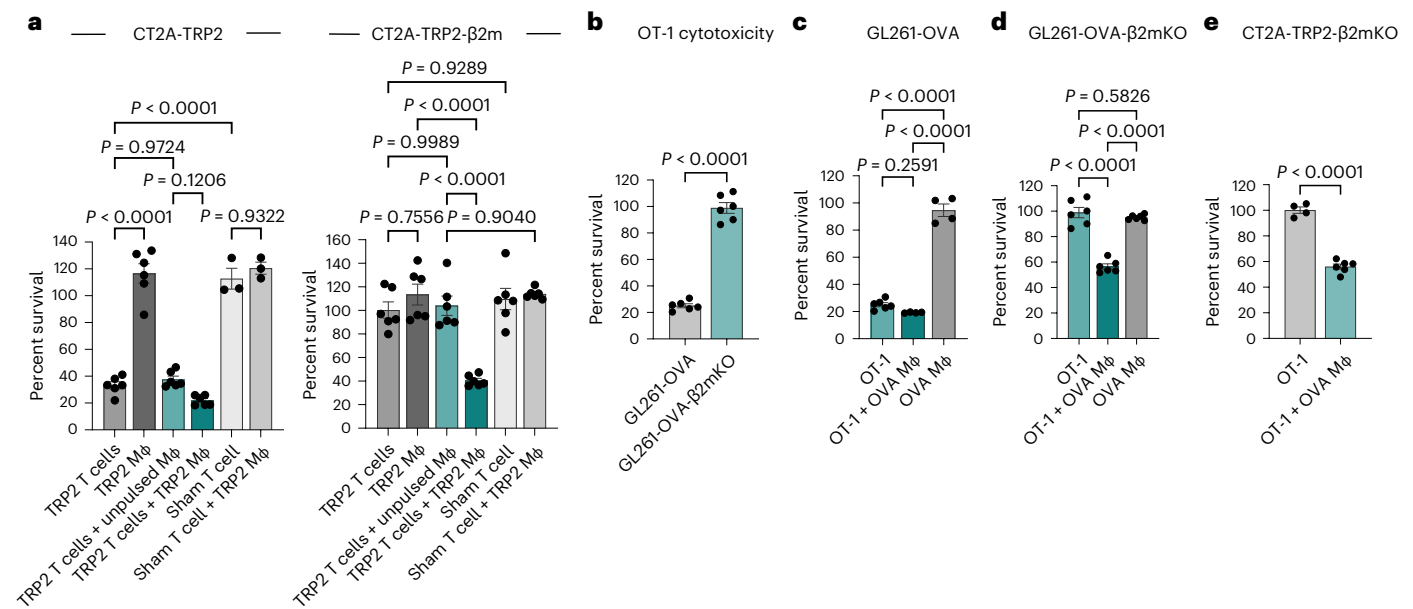 a
CT2A-TRP2
CT2A-TRP2-β2m
P < 0.0001
P = 0.9724
P = 0.1206
P < 0.0001
P = 0.9322
Percent survival
140
120
100
80
60
40
20
0
TRP2 T cells
TRP2 Mϕ
TRP2 T cells + unpulsed Mϕ
TRP2 T cells + TRP2 Mϕ
Sham T cell
Sham T cell + TRP2 Mϕ
P = 0.9289
P < 0.0001
P = 0.9989
P < 0.0001
P = 0.7556
P = 0.9040
Percent survival
160
140
120
100
80
60
40
20
0
TRP2 T cells
TRP2 Mϕ
TRP2 T cells + unpulsed Mϕ
TRP2 T cells + TRP2 Mϕ
Sham T cell
Sham T cell + TRP2 Mϕ
b
OT-1 cytotoxicity
P < 0.0001
Percent survival
120
100
80
60
40
20
0
GL261-OVA
GL261-OVA-β2mKO
c
GL261-OVA
P < 0.0001
P < 0.0001
P = 0.2591
Percent survival
120
100
80
60
40
20
0
OT-1
OT-1 + OVA Mϕ
OVA Mϕ
d
GL261-OVA-β2mKO
P = 0.5826
P < 0.0001
P < 0.0001
Percent survival
120
100
80
60
40
20
0
OT-1
OT-1 + OVA Mϕ
OVA Mϕ
e
CT2A-TRP2-β2mKO
P < 0.0001
Percent survival
120
100
80
60
40
20
0
OT-1
OT-1 + OVA Mϕ